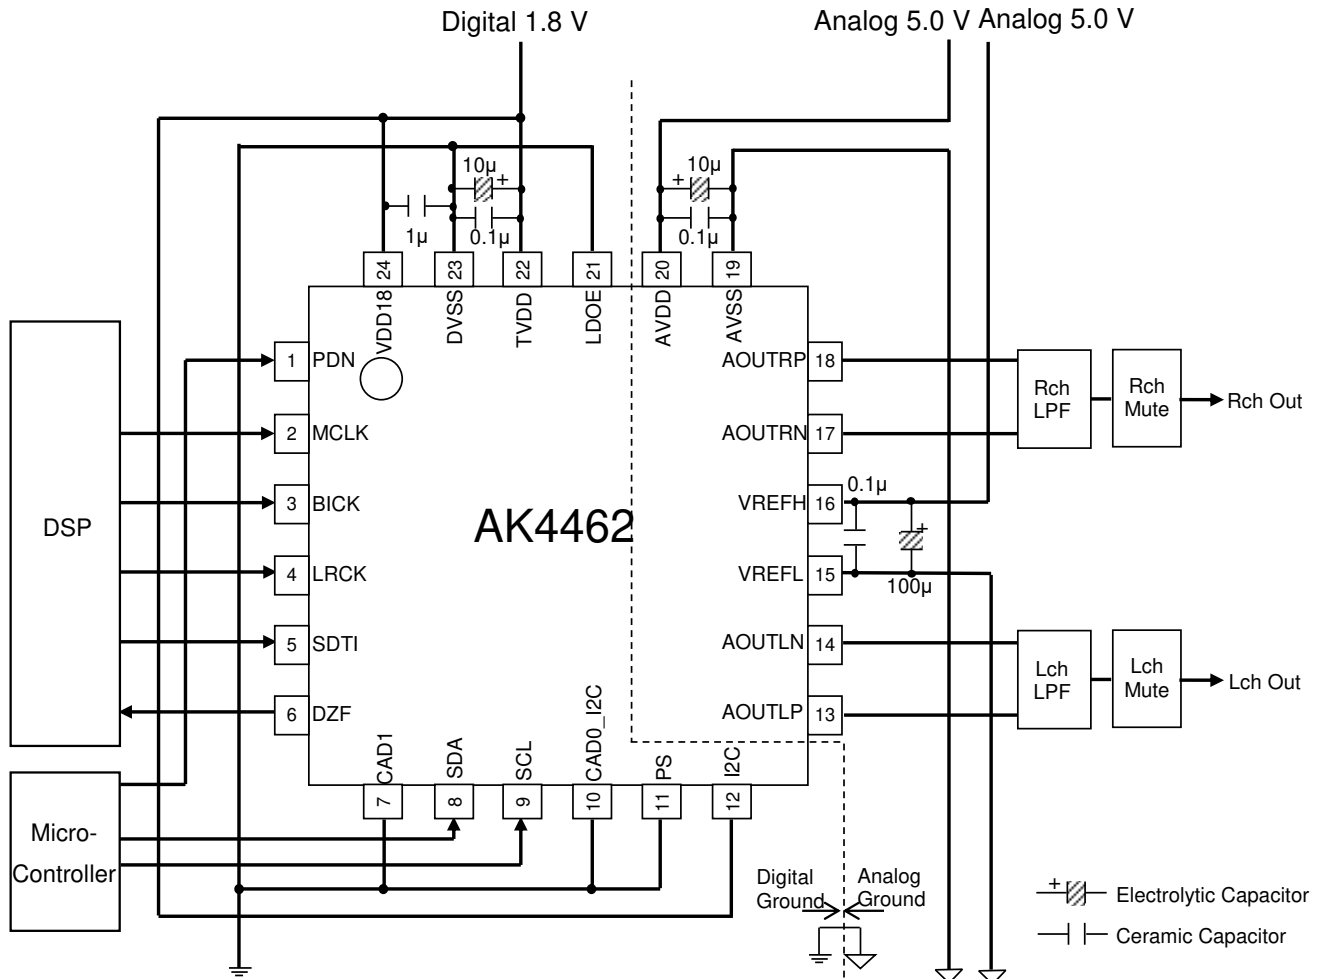 Digital 1.8 V
Analog 5.0 V
Analog 5.0 V
10µ
+
1µ
0.1µ
10µ
+
0.1µ
24
23
22
21
20
19
VDD18
DVSS
TVDD
LDOE
AVDD
AVSS
DSP
1
PDN
2
MCLK
3
BICK
4
LRCK
5
SDTI
6
DZF
AK4462
AOUTRP
18
AOUTRN
17
VREFH
16
VREFL
15
AOUTLN
14
AOUTLP
13
0.1µ
+
100µ
Rch
LPF
Rch
Mute
Rch Out
Lch
LPF
Lch
Mute
Lch Out
CAD1
SDA
SCL
CAD0_I2C
PS
I2C
7
8
9
10
11
12
Micro-
Controller
Digital
Ground
Analog
Ground
+
Electrolytic Capacitor
Ceramic Capacitor